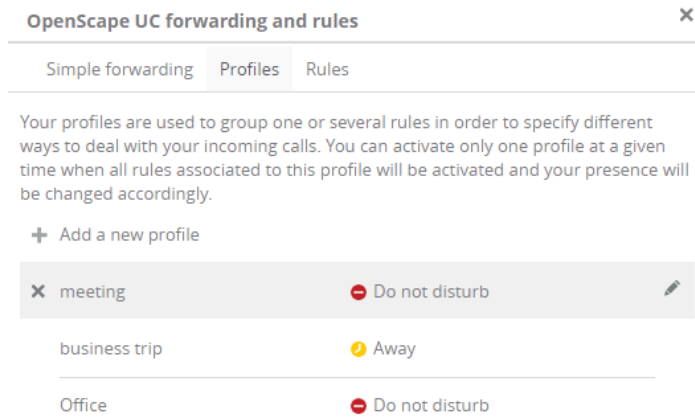 OpenScape UC forwarding and rules
Simple forwarding Profiles Rules
Your profiles are used to group one or several rules in order to specify different
ways to deal with your incoming calls. You can activate only one profile at a given
time when all rules associated to this profile will be activated and your presence will
be changed accordingly.
Add a new profile
meeting Do not disturb
business trip Away
Office Do not disturb